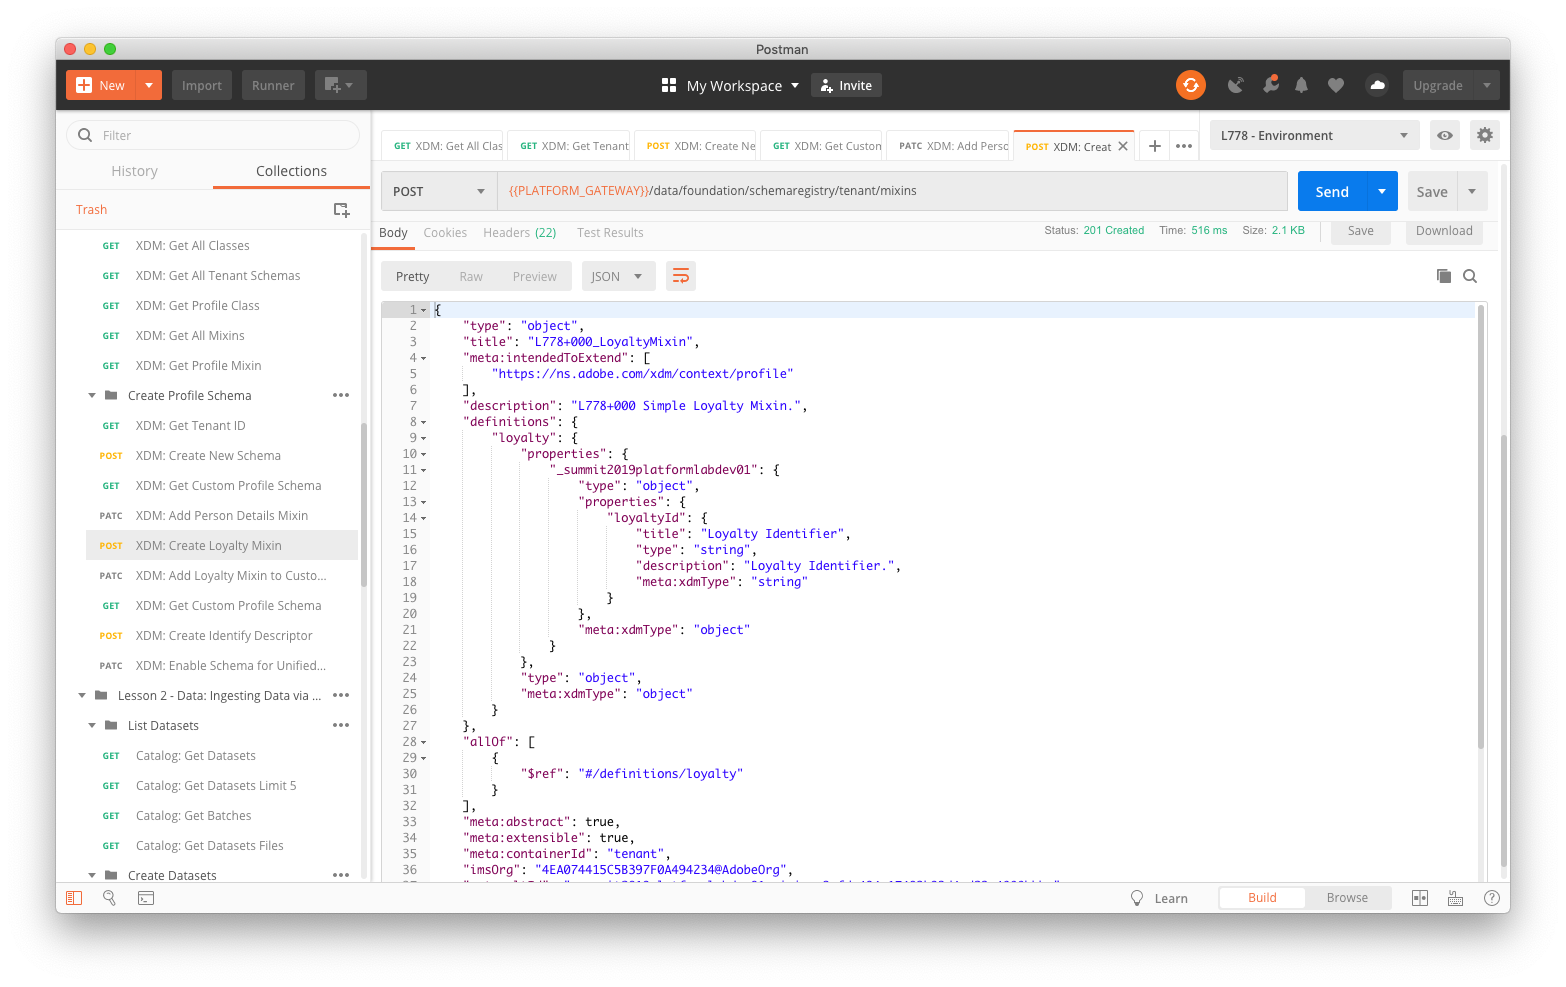 Postman
New
Import
Runner
My Workspace
Invite
Upgrade
Filter
History
Collections
Trash
GET XDM: Get All Classes
GET XDM: Get All Tenant Schemas
GET XDM: Get Profile Class
GET XDM: Get All Mixins
GET XDM: Get Profile Mixin
Create Profile Schema
GET XDM: Get Tenant ID
POST XDM: Create New Schema
GET XDM: Get Custom Profile Schema
PATC XDM: Add Person Details Mixin
POST XDM: Create Loyalty Mixin
PATC XDM: Add Loyalty Mixin to Custo...
GET XDM: Get Custom Profile Schema
POST XDM: Create Identify Descriptor
PATC XDM: Enable Schema for Unified...
Lesson 2 - Data: Ingesting Data via ...
List Datasets
GET Catalog: Get Datasets
GET Catalog: Get Datasets Limit 5
GET Catalog: Get Batches
GET Catalog: Get Datasets Files
Create Datasets
GET XDM: Get All Clas
GET XDM: Get Tenant
POST XDM: Create Ne
GET XDM: Get Custon
PATC XDM: Add Perso
POST XDM: Creat
L778 - Environment
POST
{{PLATFORM_GATEWAY}}/data/foundation/schemaregistry/tenant/mixins
Send
Save
Body
Cookies
Headers (22)
Test Results
Status: 201 Created
Time: 516 ms
Size: 2.1 KB
Save
Download
Pretty
Raw
Preview
JSON
1 {
2 "type": "object",
3 "title": "L778+000_LoyaltyMixin",
4 "meta:intendedToExtend": [
5 "https://ns.adobe.com/xdm/context/profile"
6 ],
7 "description": "L778+000 Simple Loyalty Mixin.",
8 "definitions": {
9 "loyalty": {
10 "properties": {
11 "_summit2019platformlabdev01": {
12 "type": "object",
13 "properties": {
14 "loyaltyId": {
15 "title": "Loyalty Identifier",
16 "type": "string",
17 "description": "Loyalty Identifier.",
18 "meta:xdmType": "string"
19 }
20 },
21 "meta:xdmType": "object"
22 }
23 },
24 "type": "object",
25 "meta:xdmType": "object"
26 }
27 },
28 "allOf": [
29 {
30 "$ref": "#/definitions/loyalty"
31 }
32 ],
33 "meta:abstract": true,
34 "meta:extensible": true,
35 "meta:containerId": "tenant",
36 "imsOrg": "4EA074415C5B397F0A494234@AdobeOrg",
Learn
Build
Browse